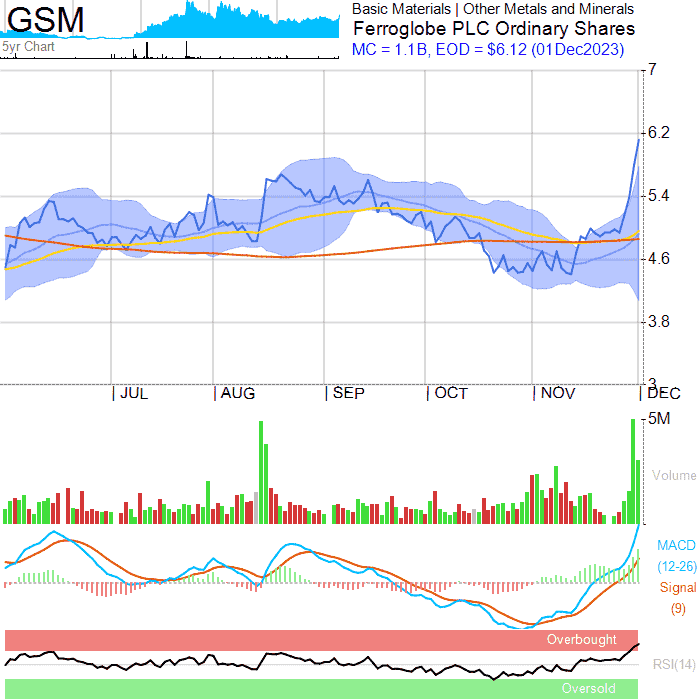 GSM
5yr Chart
Basic Materials | Other Metals and Minerals
Ferroglobe PLC Ordinary Shares
MC = 1.1B, EOD = $6.12 (01Dec2023)
7
6.2
5.4
4.6
3.8
3
| JUL | AUG | SEP | OCT | NOV | DEC
5M
Volume
MACD
(12-26)
Signal
(9)
Overbought
RSI(14)
Oversold